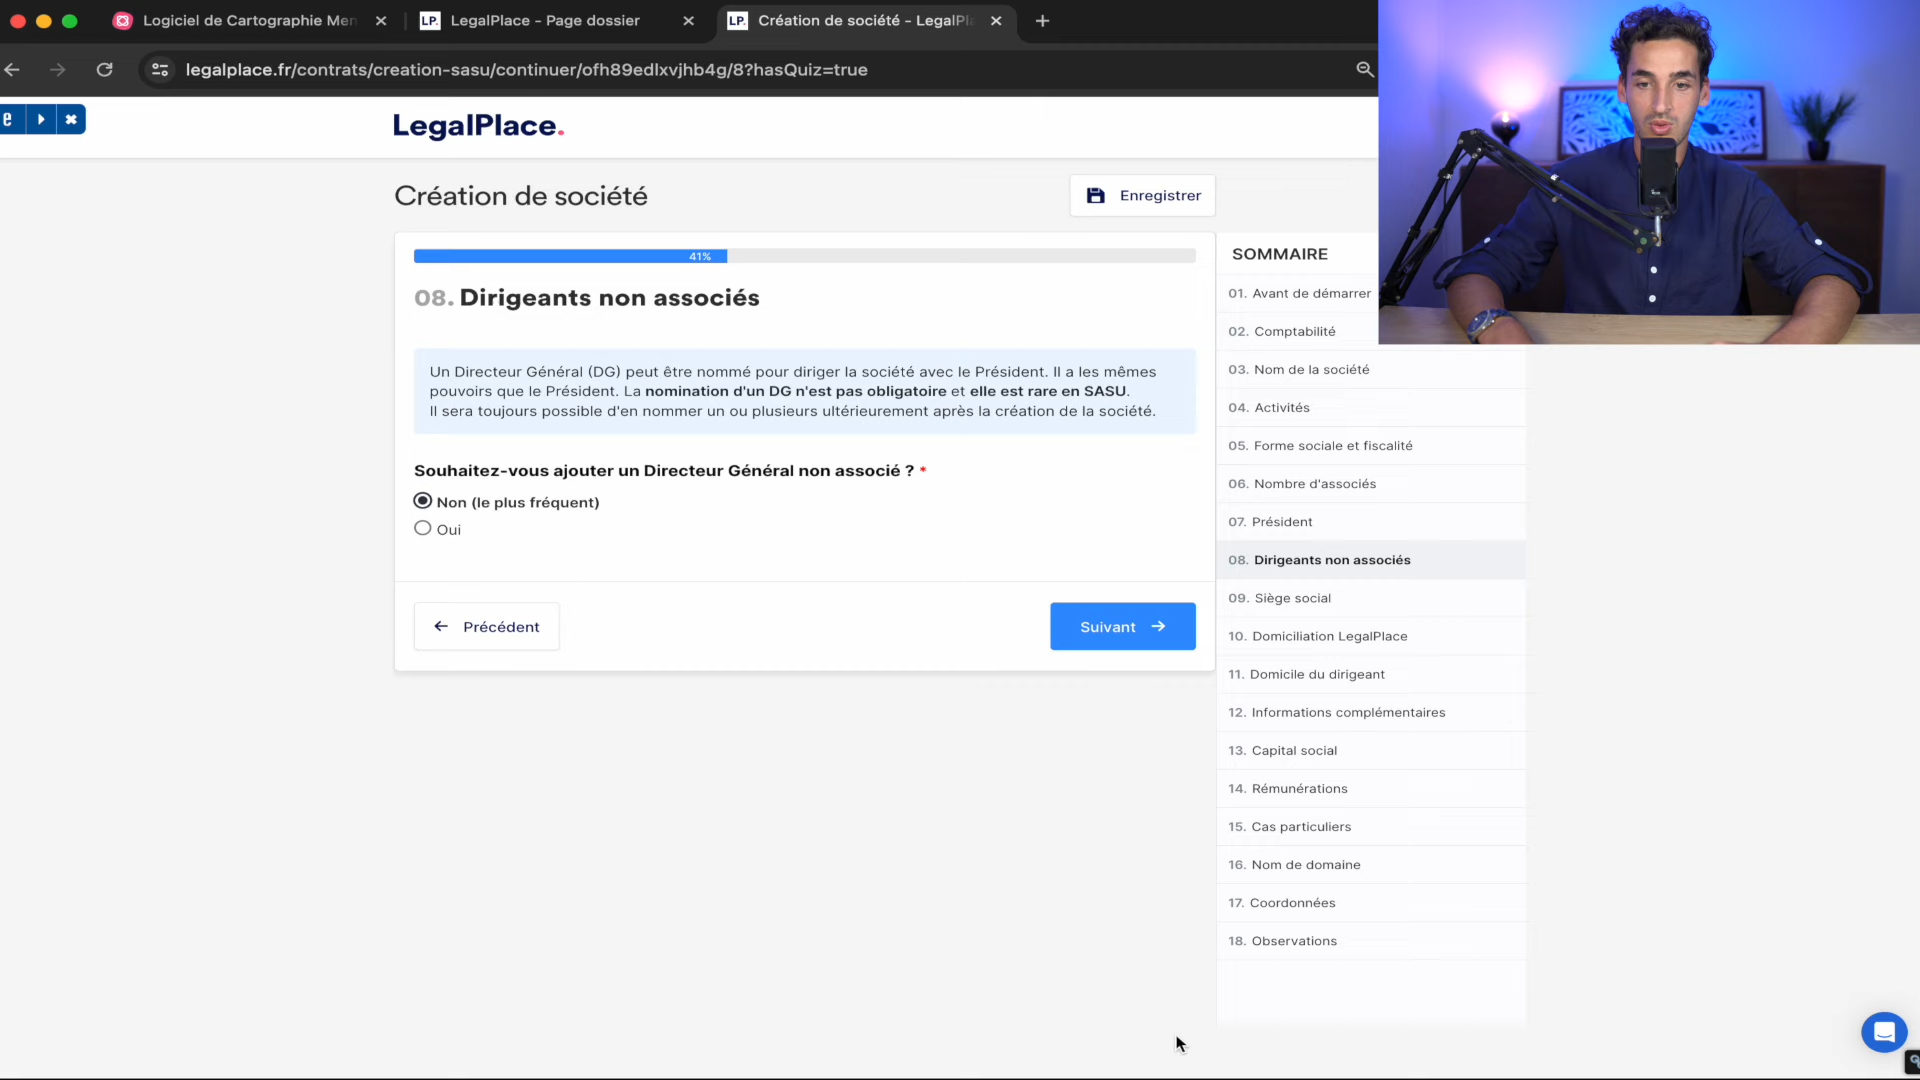 Logiciel de Cartographie Men
LP. LegalPlace - Page dossier
LP. Création de société - LegalPla
legalplace.fr/contrats/creation-sasu/continuer/ofh89edlxvjhb4g/8?hasQuiz=true
e
LegalPlace.
Création de société
Enregistrer
41%
08. Dirigeants non associés
Un Directeur Général (DG) peut être nommé pour diriger la société avec le Président. Il a les mêmes
pouvoirs que le Président. La nomination d'un DG n'est pas obligatoire et elle est rare en SASU.
Il sera toujours possible d'en nommer un ou plusieurs ultérieurement après la création de la société.
Souhaitez-vous ajouter un Directeur Général non associé ? *
Non (le plus fréquent)
Oui
Précédent
Suivant
SOMMAIRE
01. Avant de démarrer
02. Comptabilité
03. Nom de la société
04. Activités
05. Forme sociale et fiscalité
06. Nombre d'associés
07. Président
08. Dirigeants non associés
09. Siège social
10. Domiciliation LegalPlace
11. Domicile du dirigeant
12. Informations complémentaires
13. Capital social
14. Rémunérations
15. Cas particuliers
16. Nom de domaine
17. Coordonnées
18. Observations